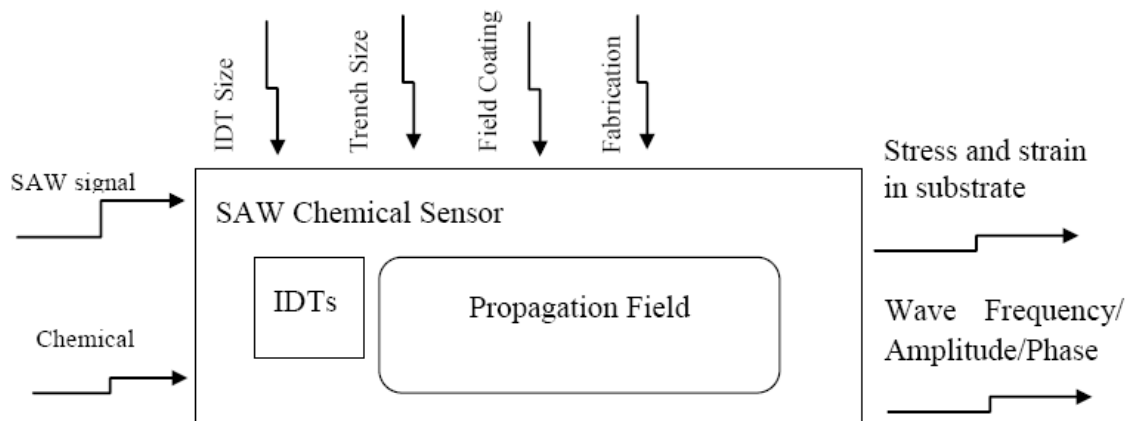 IDT Size
Trench Size
Field Coating
Fabrication
SAW signal
Chemical
SAW Chemical Sensor
IDTs
Propagation Field
Stress and strain
in substrate
Wave Frequency/
Amplitude/Phase